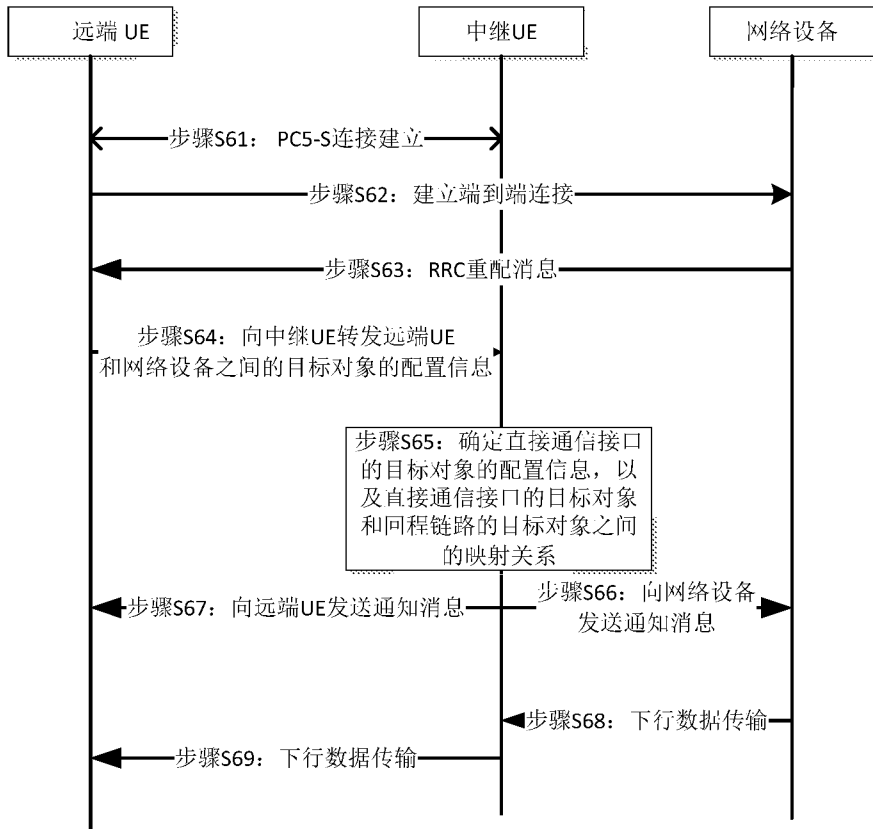 远端 UE
中继UE
网络设备
步骤S61： PC5-S连接建立
步骤S62：建立端到端连接
步骤S63：RRC重配消息
步骤S64：向中继UE转发远端UE
和网络设备之间的目标对象的配置信息
步骤S65：确定直接通信接口
的目标对象的配置信息，以
及直接通信接口的目标对象
和回程链路的目标对象之间
的映射关系
步骤S67：向远端UE发送通知消息
步骤S66：向网络设备
发送通知消息
步骤S68：下行数据传输
步骤S69：下行数据传输